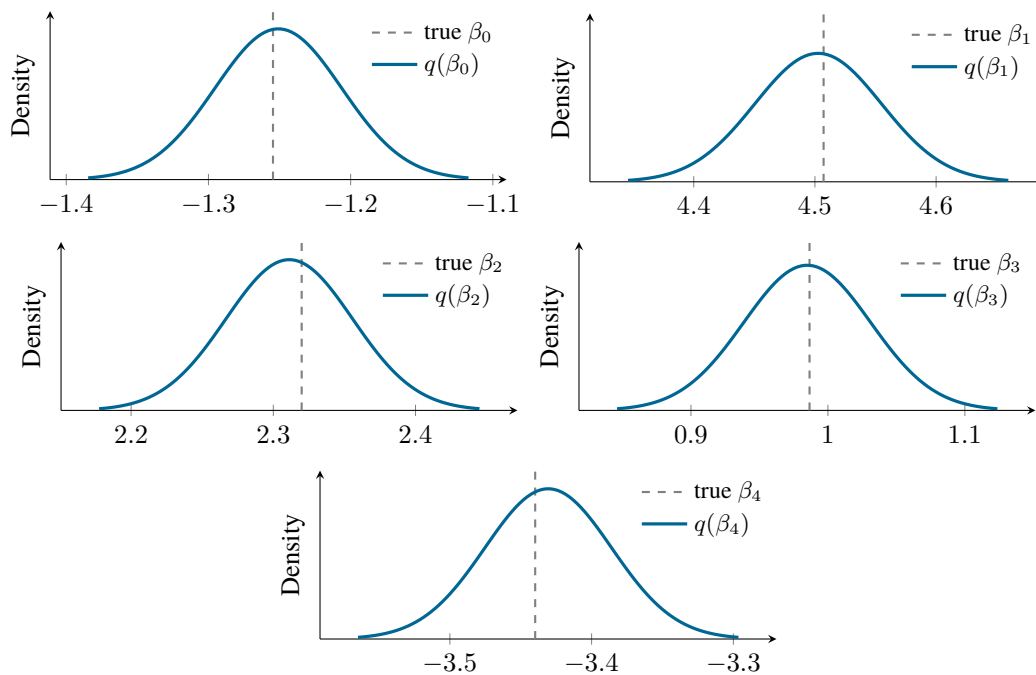 Density
true β₀
q(β₀)
−1.4 −1.3 −1.2 −1.1
Density
true β₁
q(β₁)
4.4 4.5 4.6
Density
true β₂
q(β₂)
2.2 2.3 2.4
Density
true β₃
q(β₃)
0.9 1 1.1
Density
true β₄
q(β₄)
−3.5 −3.4 −3.3